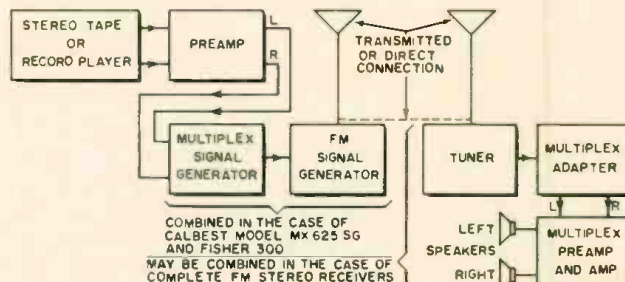 STEREO TAPE
OR
RECORD PLAYER
PREAMP
L
R
TRANSMITTED
OR DIRECT
CONNECTION
MULTIPLEX
SIGNAL
GENERATOR
FM
SIGNAL
GENERATOR
TUNER
MULTIPLEX
ADAPTER
L
R
COMBINED IN THE CASE OF
CALBEST MODEL MX 625 SG
AND FISHER 300
MAY BE COMBINED IN THE CASE OF
COMPLETE FM STEREO RECEIVERS
LEFT
SPEAKERS
RIGHT
MULTIPLEX
PREAMP
AND AMP